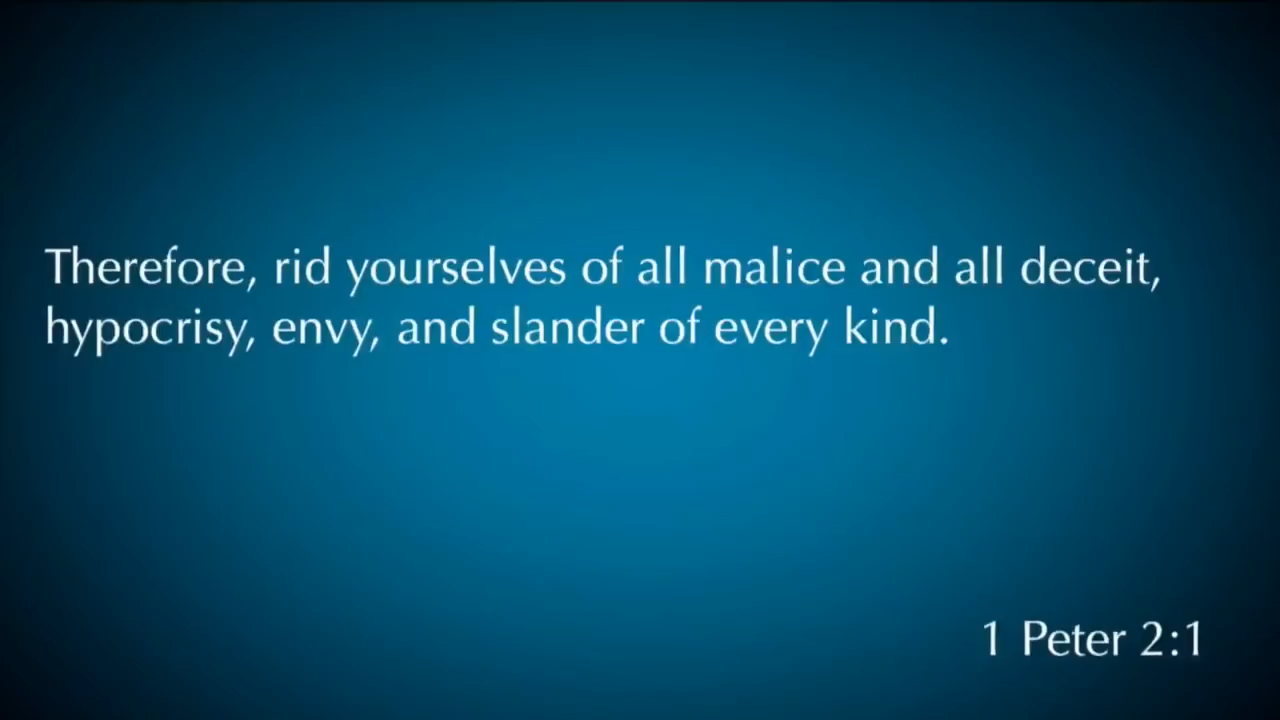 Therefore, rid yourselves of all malice and all deceit,
hypocrisy, envy, and slander of every kind.
1 Peter 2:1